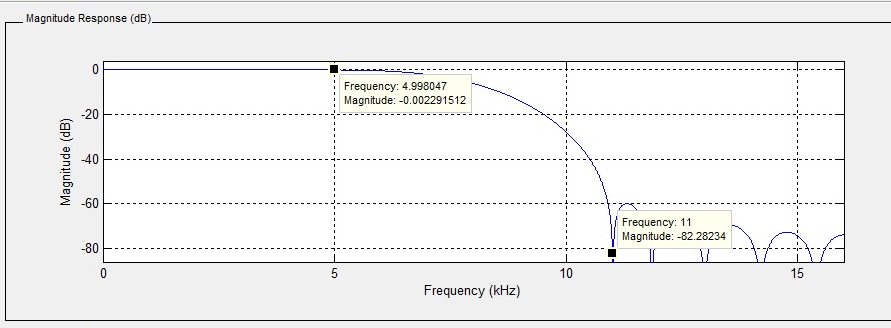 Magnitude Response (dB)
0
-20
-40
-60
-80
Magnitude (dB)
Frequency: 4.998047
Magnitude: -0.002291512
Frequency: 11
Magnitude: -82.28234
0
5
10
15
Frequency (kHz)